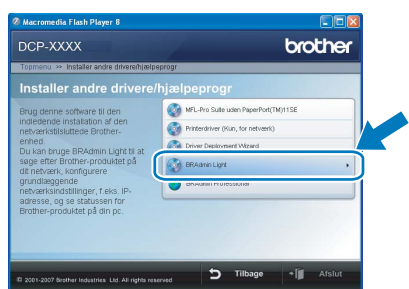 Macromedia Flash Player 8
DCP-XXXX
brother
Topmenu >> Installer andre drivere/hjælpeprogr
Installer andre drivere/hjælpeprogr
Brug denne software til den
indledende installation af den
netværkstilsluttede Brother-
enhed.
Du kan bruge BRAdmin Light til at
søge efter Brother-produktet på
dit netværk, konfigurere
grundlæggende
netværksindstillinger, f.eks. IP-
adresse, og se statussen for
Brother-produktet på din pc.
MFL-Pro Suite uden PaperPort(TM)11SE
Printerdriver (Kun, for netværk)
Driver Deployment Wizard
BRAdmin Light
BRAdmin Professional
© 2001-2007 Brother Industries Ltd. All rights reserved
Tilbage
Afslut